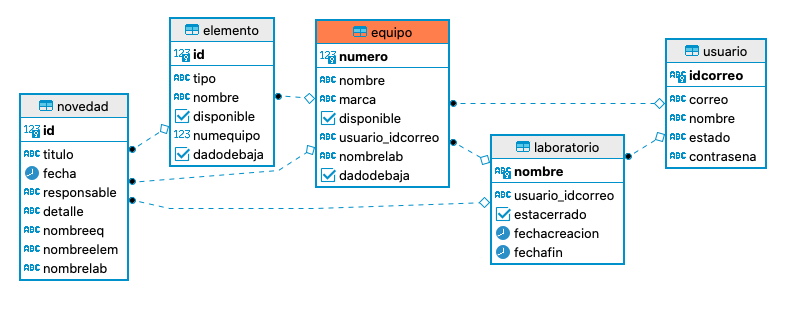 novedad
123 id
ABC titulo
fecha
ABC responsable
ABC detalle
ABC nombreeq
ABC nombreelem
ABC nombrelab
elemento
123 id
ABC tipo
ABC nombre
disponible
123 numequipo
dadodebaja
equipo
123 numero
ABC nombre
ABC marca
disponible
ABC usuario_idcorreo
ABC nombrelab
dadodebaja
laboratorio
ABC nombre
ABC usuario_idcorreo
estacerrado
fechacreacion
fechafin
usuario
ABC idcorreo
ABC correo
ABC nombre
ABC estado
ABC contrasena